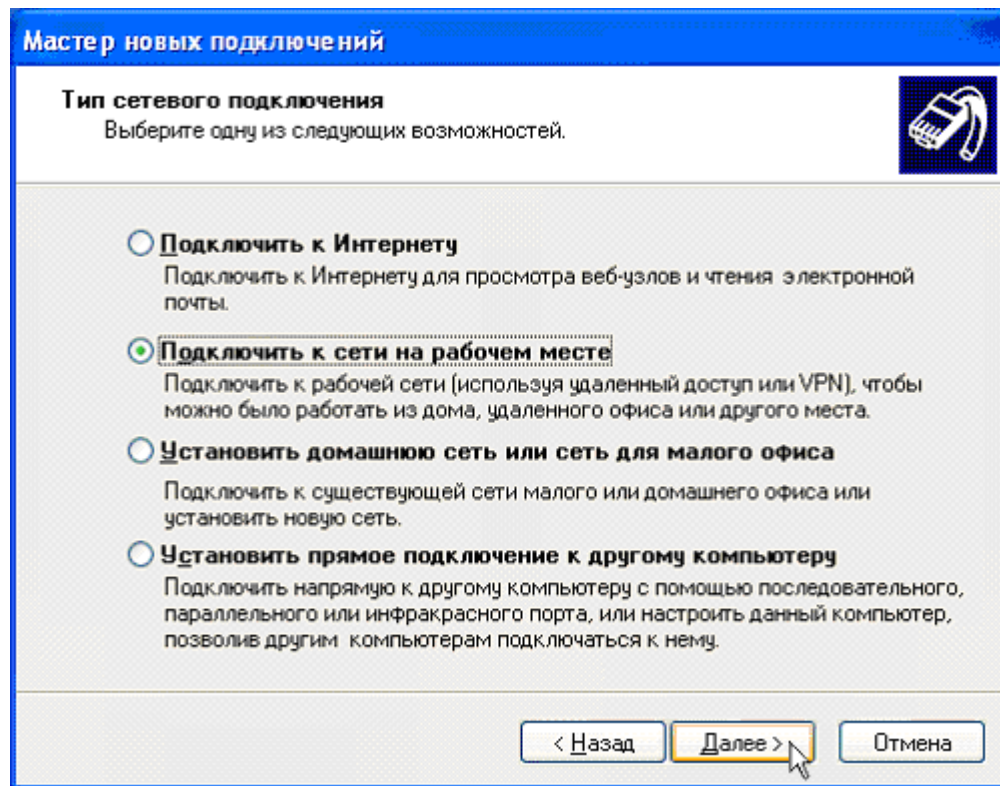 Мастер новых подключений
Тип сетевого подключения
Выберите одну из следующих возможностей.
Подключить к Интернету
Подключить к Интернету для просмотра веб-узлов и чтения электронной
почты.
Подключить к сети на рабочем месте
Подключить к рабочей сети (используя удаленный доступ или VPN), чтобы
можно было работать из дома, удаленного офиса или другого места.
Установить домашнюю сеть или сеть для малого офиса
Подключить к существующей сети малого или домашнего офиса или
установить новую сеть.
Установить прямое подключение к другому компьютеру
Подключить напрямую к другому компьютеру с помощью последовательного,
параллельного или инфракрасного порта, или настроить данный компьютер,
позволив другим компьютерам подключаться к нему.
< Назад Далее > Отмена